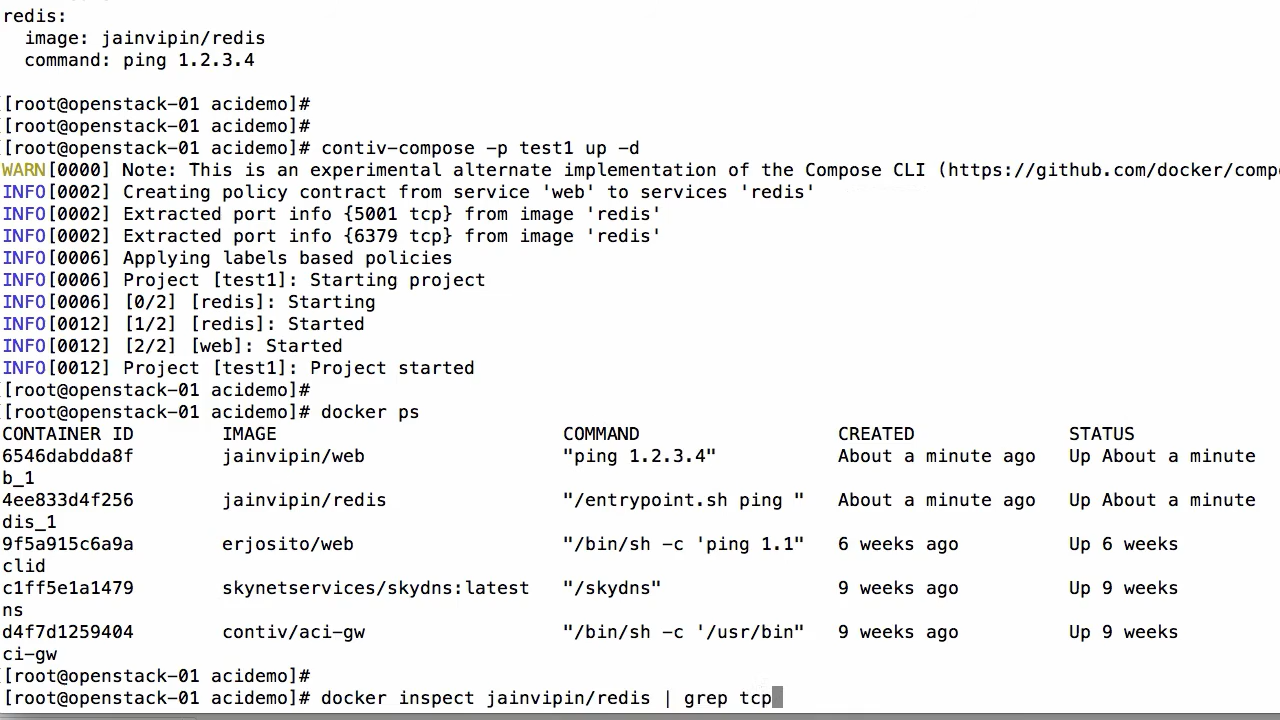 redis:
  image: jainvipin/redis
  command: ping 1.2.3.4
[[root@openstack-01 acidemo]#
[[root@openstack-01 acidemo]#
[[root@openstack-01 acidemo]# contiv-compose -p test1 up -d
WARN[0000] Note: This is an experimental alternate implementation of the Compose CLI (https://github.com/docker/compo
INFO[0002] Creating policy contract from service 'web' to services 'redis'
INFO[0002] Extracted port info {5001 tcp} from image 'redis'
INFO[0002] Extracted port info {6379 tcp} from image 'redis'
INFO[0006] Applying labels based policies
INFO[0006] Project [test1]: Starting project
INFO[0006] [0/2] [redis]: Starting
INFO[0012] [1/2] [redis]: Started
INFO[0012] [2/2] [web]: Started
INFO[0012] Project [test1]: Project started
[[root@openstack-01 acidemo]#
[[root@openstack-01 acidemo]# docker ps
CONTAINER ID        IMAGE                          COMMAND                  CREATED              STATUS
6546dabdda8f        jainvipin/web                  "ping 1.2.3.4"           About a minute ago   Up About a minute
b_1
4ee833d4f256        jainvipin/redis                "/entrypoint.sh ping "   About a minute ago   Up About a minute
dis_1
9f5a915c6a9a        erjosito/web                   "/bin/sh -c 'ping 1.1"   6 weeks ago          Up 6 weeks
clid
c1ff5e1a1479        skynetservices/skydns:latest   "/skydns"                9 weeks ago          Up 9 weeks
ns
d4f7d1259404        contiv/aci-gw                  "/bin/sh -c '/usr/bin"   9 weeks ago          Up 9 weeks
ci-gw
[[root@openstack-01 acidemo]#
[root@openstack-01 acidemo]# docker inspect jainvipin/redis | grep tcp